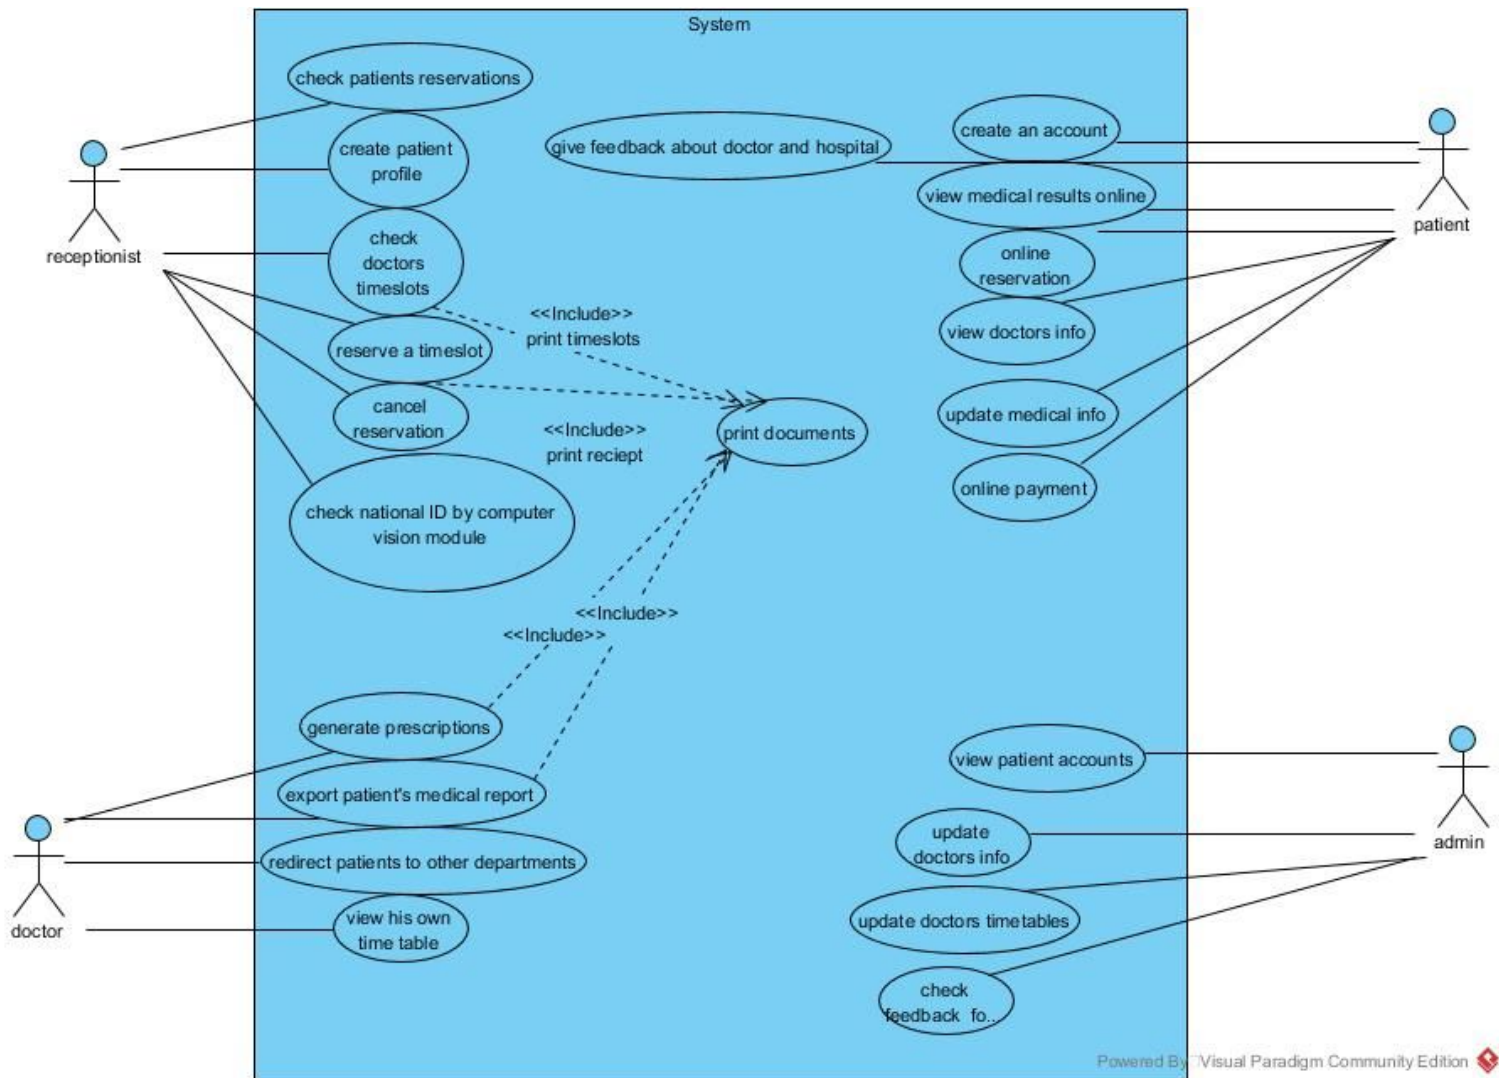 System
check patients reservations
create patient
profile
check
doctors
timeslots
reserve a timeslot
cancel
reservation
check national ID by computer
vision module
receptionist
<<Include>>
print timeslots
<<Include>>
print reciept
print documents
give feedback about doctor and hospital
create an account
view medical results online
online
reservation
view doctors info
update medical info
online payment
patient
<<Include>>
<<Include>>
generate prescriptions
export patient's medical report
redirect patients to other departments
view his own
time table
doctor
view patient accounts
update
doctors info
update doctors timetables
check
feedback fo..
admin
Powered By Visual Paradigm Community Edition